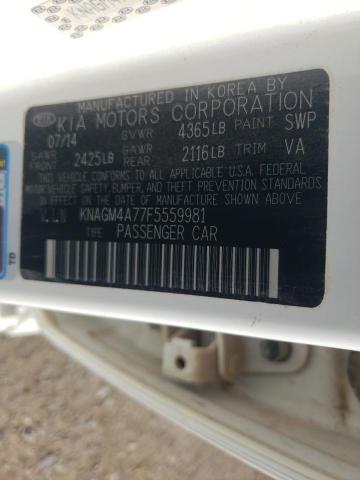 MANUFACTURED IN KOREA BY
KIA KIA MOTORS CORPORATION
07/14 GVWR 4365LB PAINT SWP
GAWR FRONT 2425LB GAWR REAR 2116LB TRIM VA
THIS VEHICLE CONFORMS TO ALL APPLICABLE U.S.A. FEDERAL
MOTOR VEHICLE SAFETY, BUMPER, AND THEFT PREVENTION STANDARDS
IN EFFECT ON THE DATE OF MANUFACTURE SHOWN ABOVE.
V.I.N KNAGM4A77F5559981
TYPE PASSENGER CAR
TD